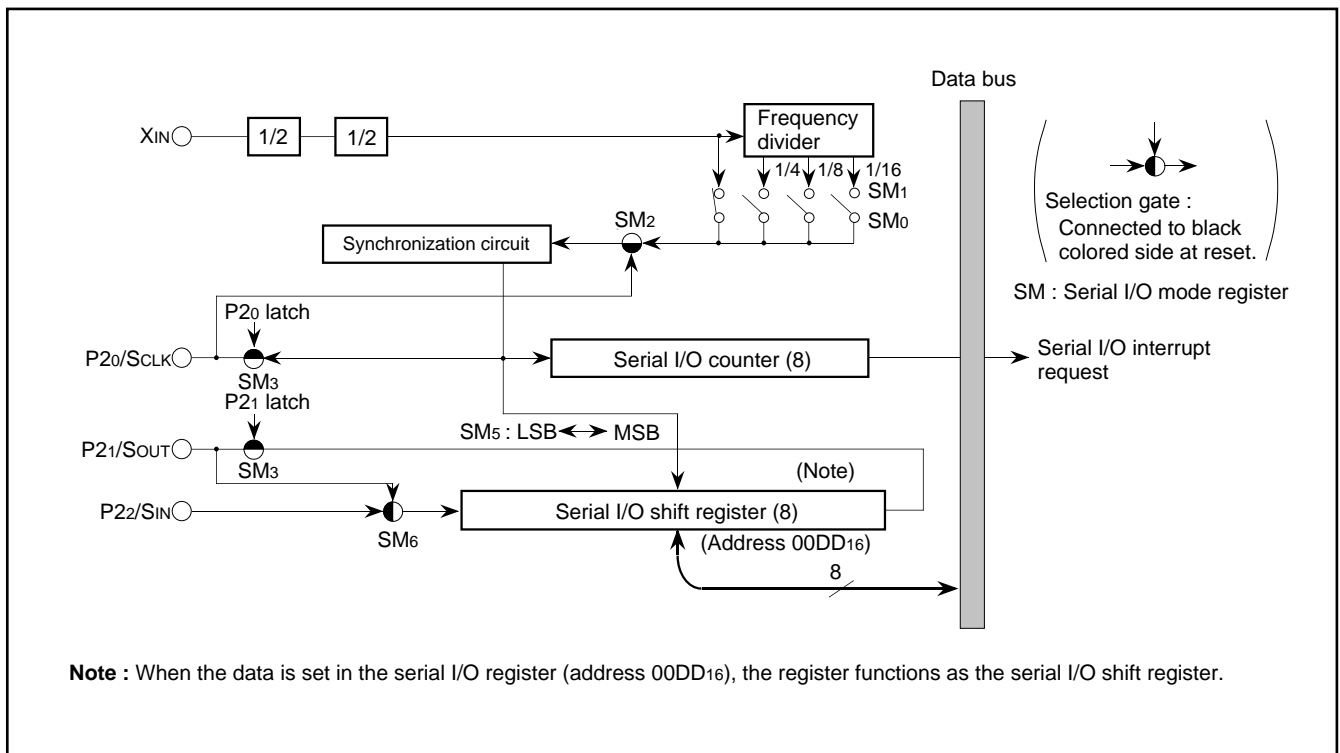 Data bus
XIN
1/2
1/2
Frequency
divider
1/4
1/8
1/16
SM1
SM0
SM2
Synchronization circuit
Selection gate :
Connected to black
colored side at reset.
SM : Serial I/O mode register
P20 latch
P20/SCLK
SM3
Serial I/O counter (8)
Serial I/O interrupt
request
P21 latch
P21/SOUT
SM3
SM5 : LSB
MSB
(Note)
P22/SIN
SM6
Serial I/O shift register (8)
(Address 00DD16)
8
Note : When the data is set in the serial I/O register (address 00DD16), the register functions as the serial I/O shift register.